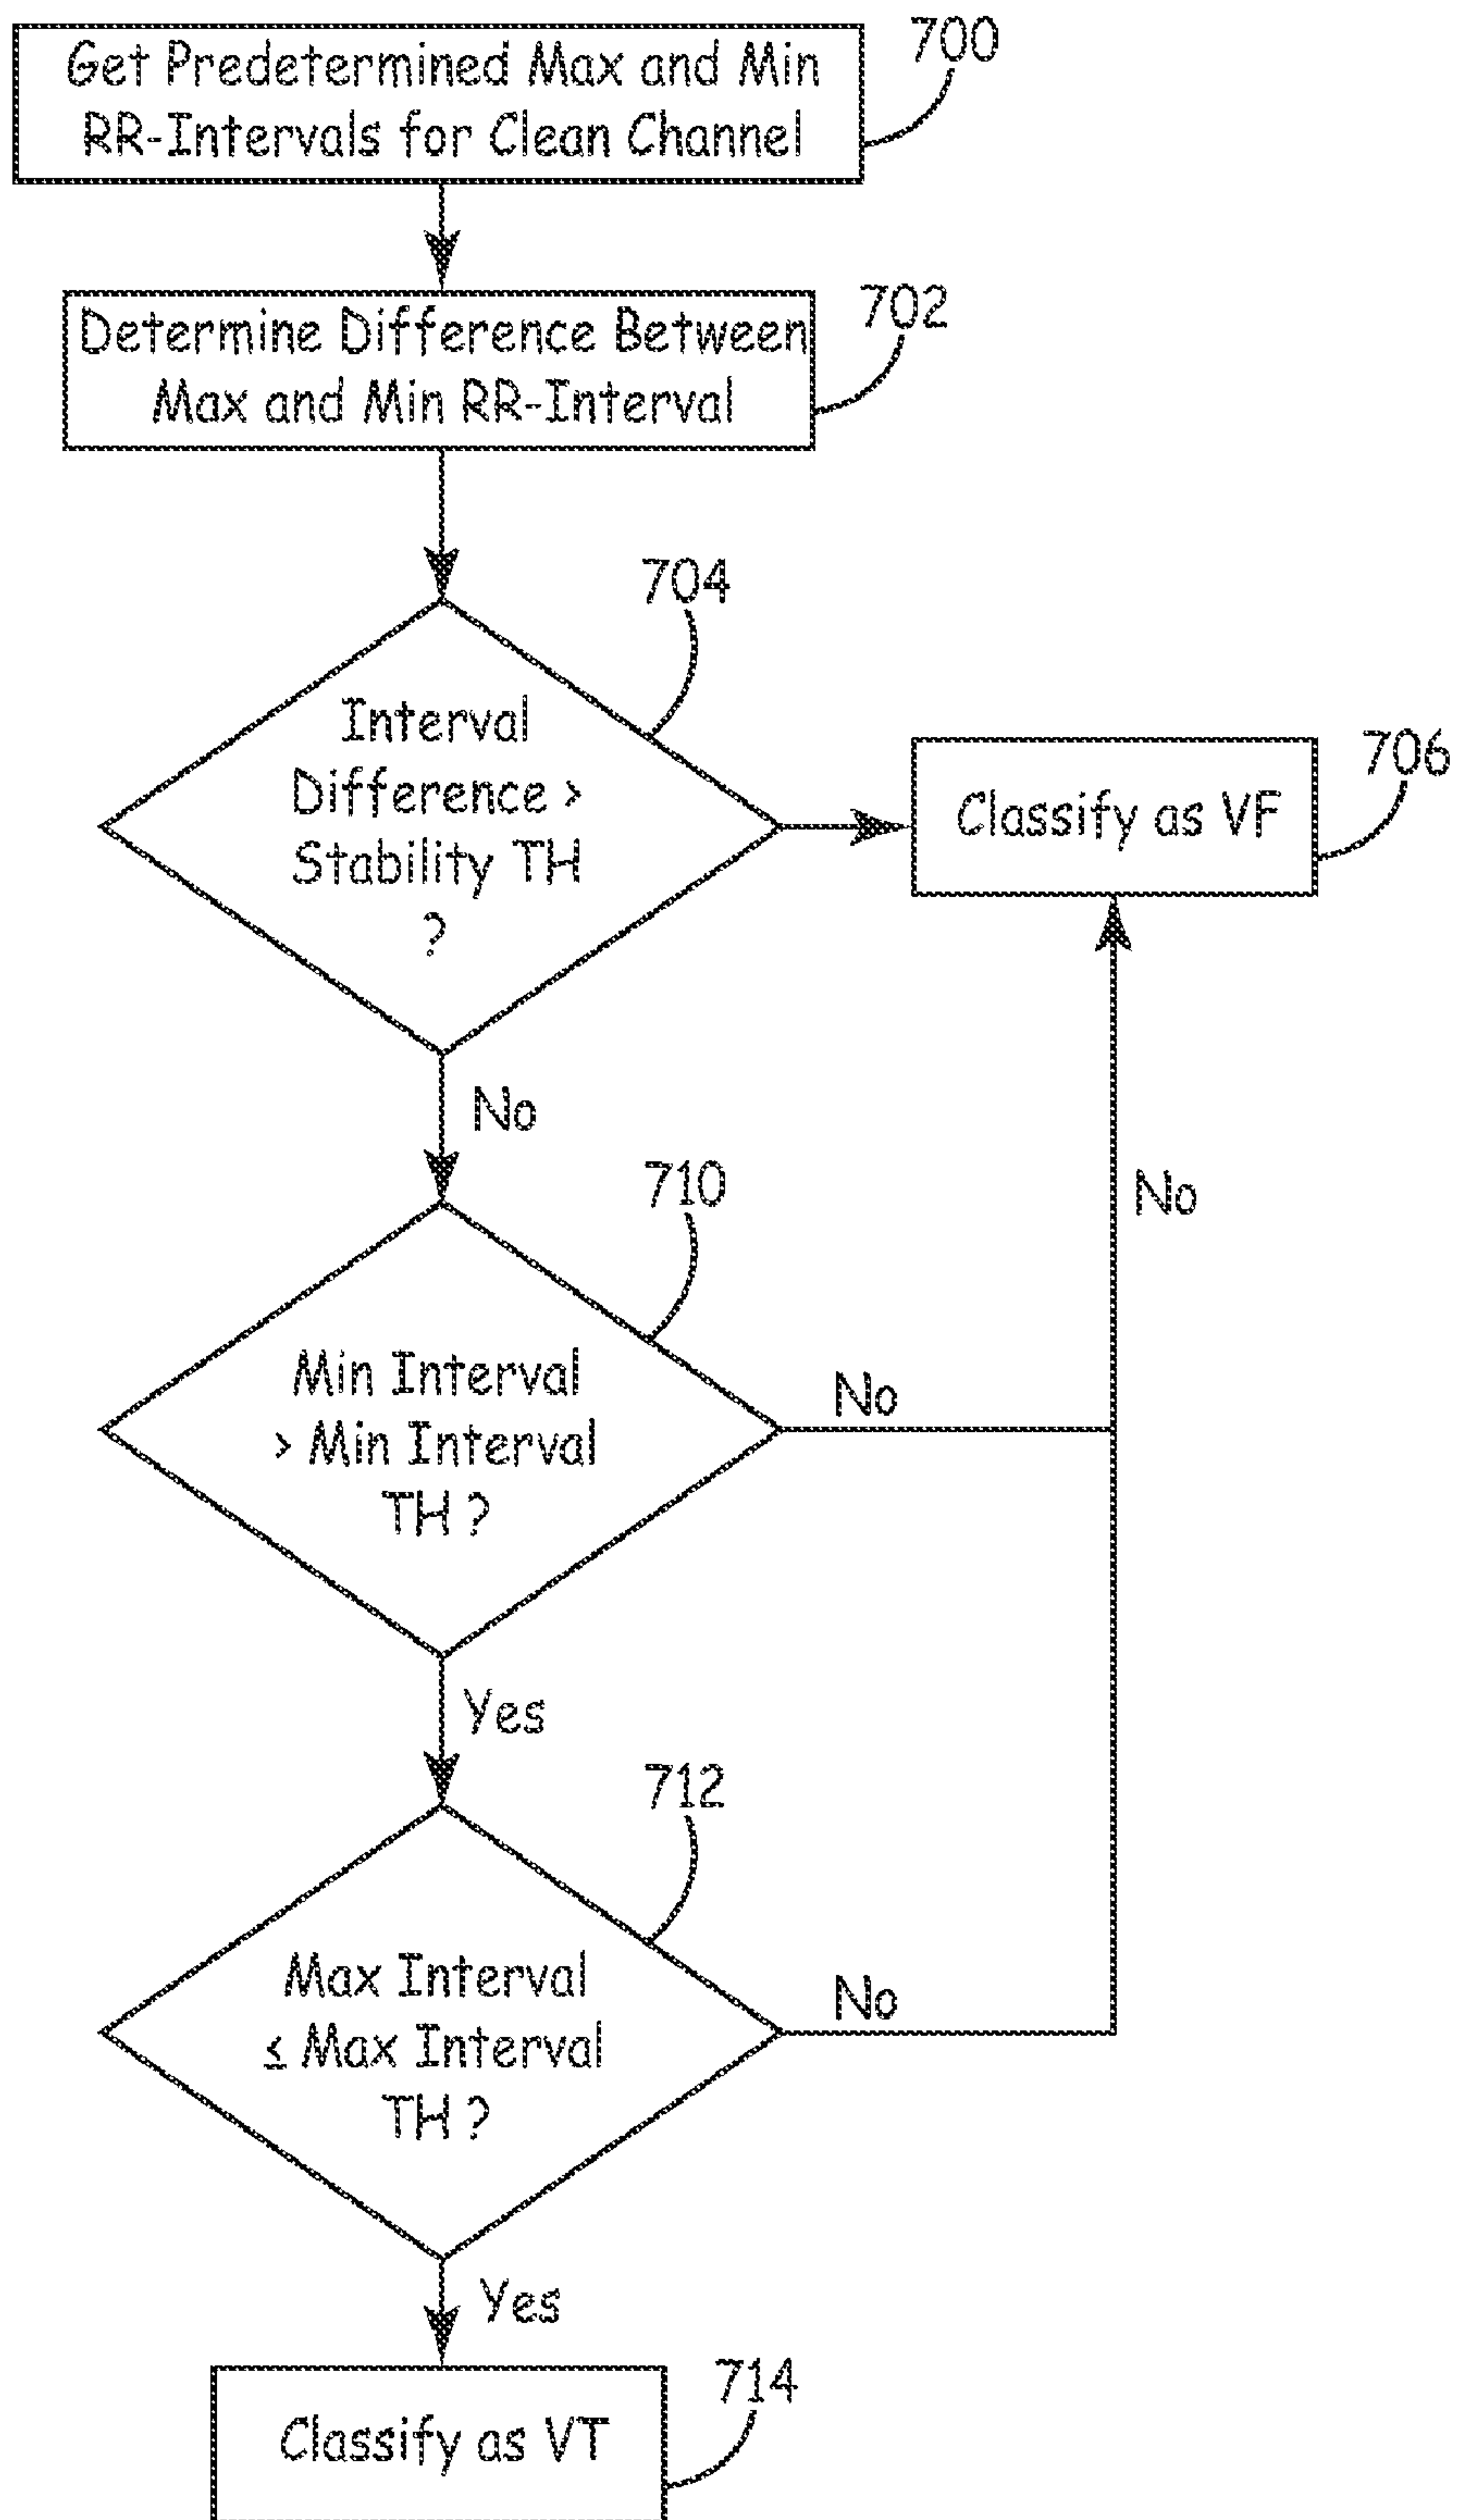 700
Get Predetermined Max and Min
RR-Intervals for Clean Channel
702
Determine Difference Between
Max and Min RR-Interval
704
Interval
Difference >
Stability TH
?
706
Classify as VF
No
710
No
Min Interval
> Min Interval
TH ?
No
Yes
712
Max Interval
≤ Max Interval
TH ?
No
Yes
714
Classify as VT